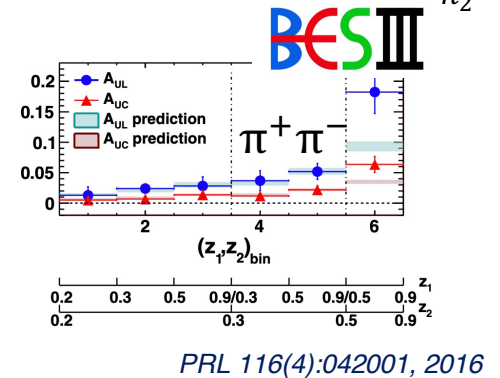 n₂
BESIII
0.2
0.15
0.1
0.05
0
A_UL
A_UC
A_UL prediction
A_UC prediction
π⁺π⁻
2 4 6
(z₁,z₂)_bin
0.2 0.3 0.5 0.9/0.3 0.5 0.9/0.5 0.9 z₁
0.2 0.3 0.5 0.9 z₂
PRL 116(4):042001, 2016